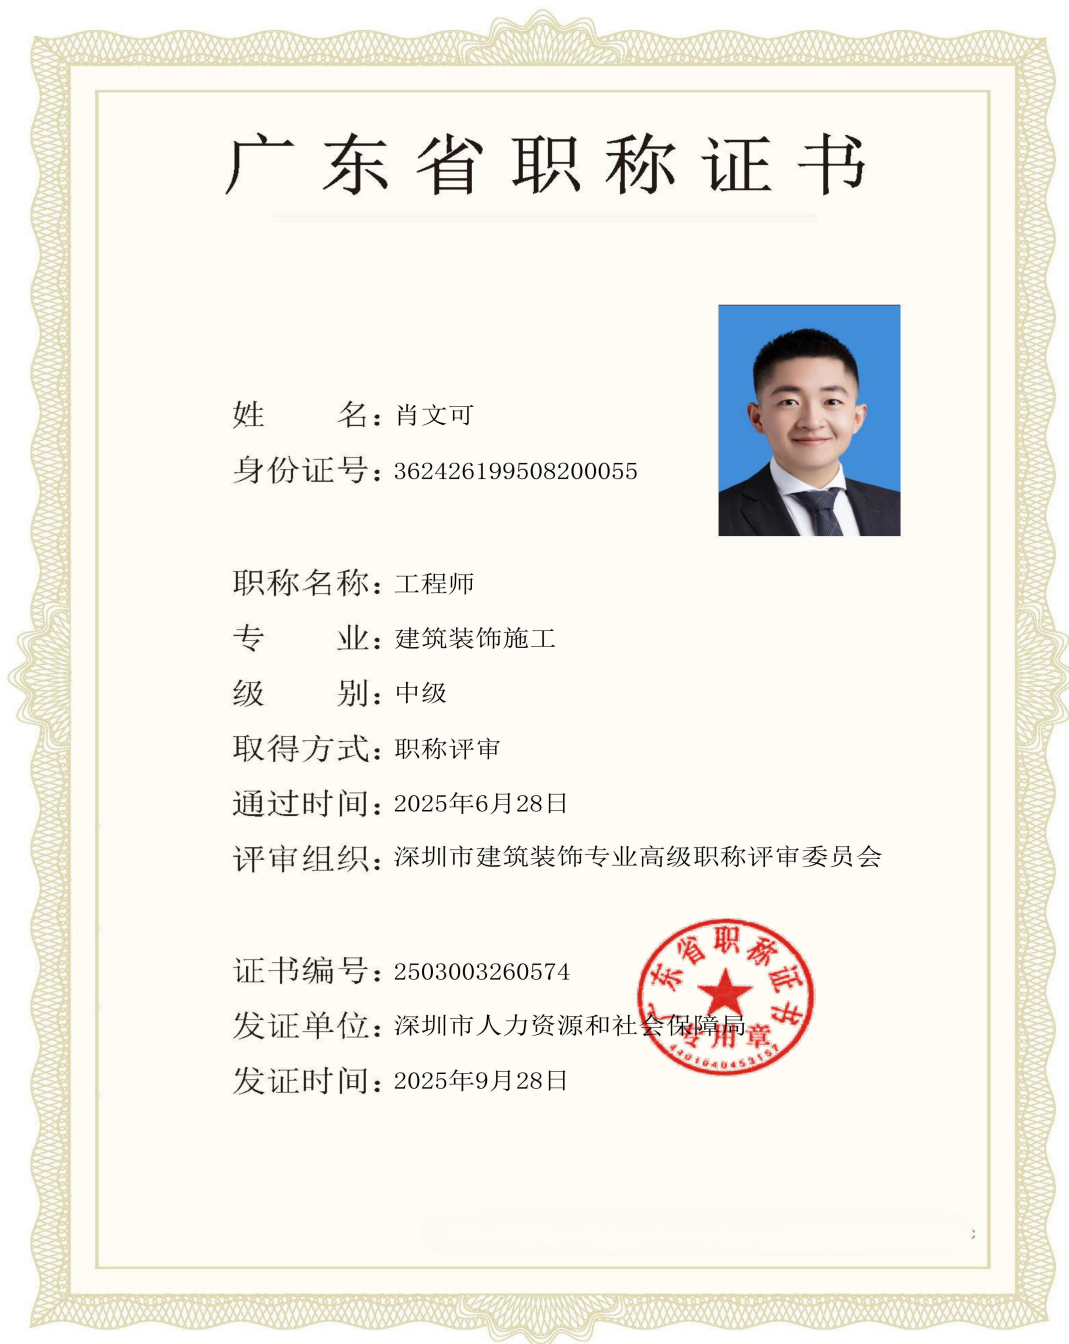 广东省职称证书
姓名：肖文可
身份证号：362426199508200055
职称名称：工程师
专业：建筑装饰施工
级别：中级
取得方式：职称评审
通过时间：2025年6月28日
评审组织：深圳市建筑装饰专业高级职称评审委员会
证书编号：2503003260574
发证单位：深圳市人力资源和社会保障局
发证时间：2025年9月28日
广东省职称证书
专用章
4401040453157